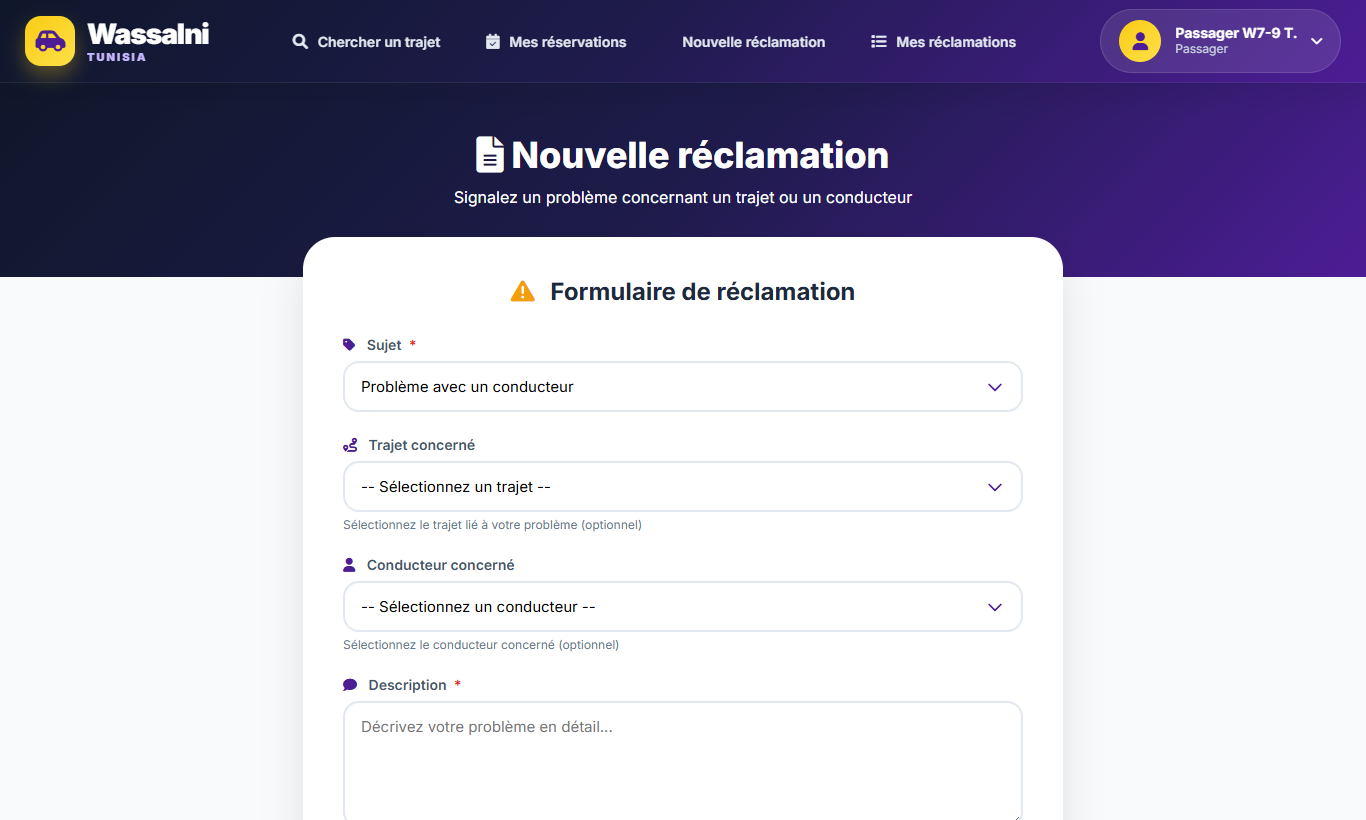 Wassalni
TUNISIA
Chercher un trajet
Mes réservations
Nouvelle réclamation
Mes réclamations
Passager W7-9 T.
Passager
Nouvelle réclamation
Signalez un problème concernant un trajet ou un conducteur
Formulaire de réclamation
Sujet *
Problème avec un conducteur
Trajet concerné
-- Sélectionnez un trajet --
Sélectionnez le trajet lié à votre problème (optionnel)
Conducteur concerné
-- Sélectionnez un conducteur --
Sélectionnez le conducteur concerné (optionnel)
Description *
Décrivez votre problème en détail...